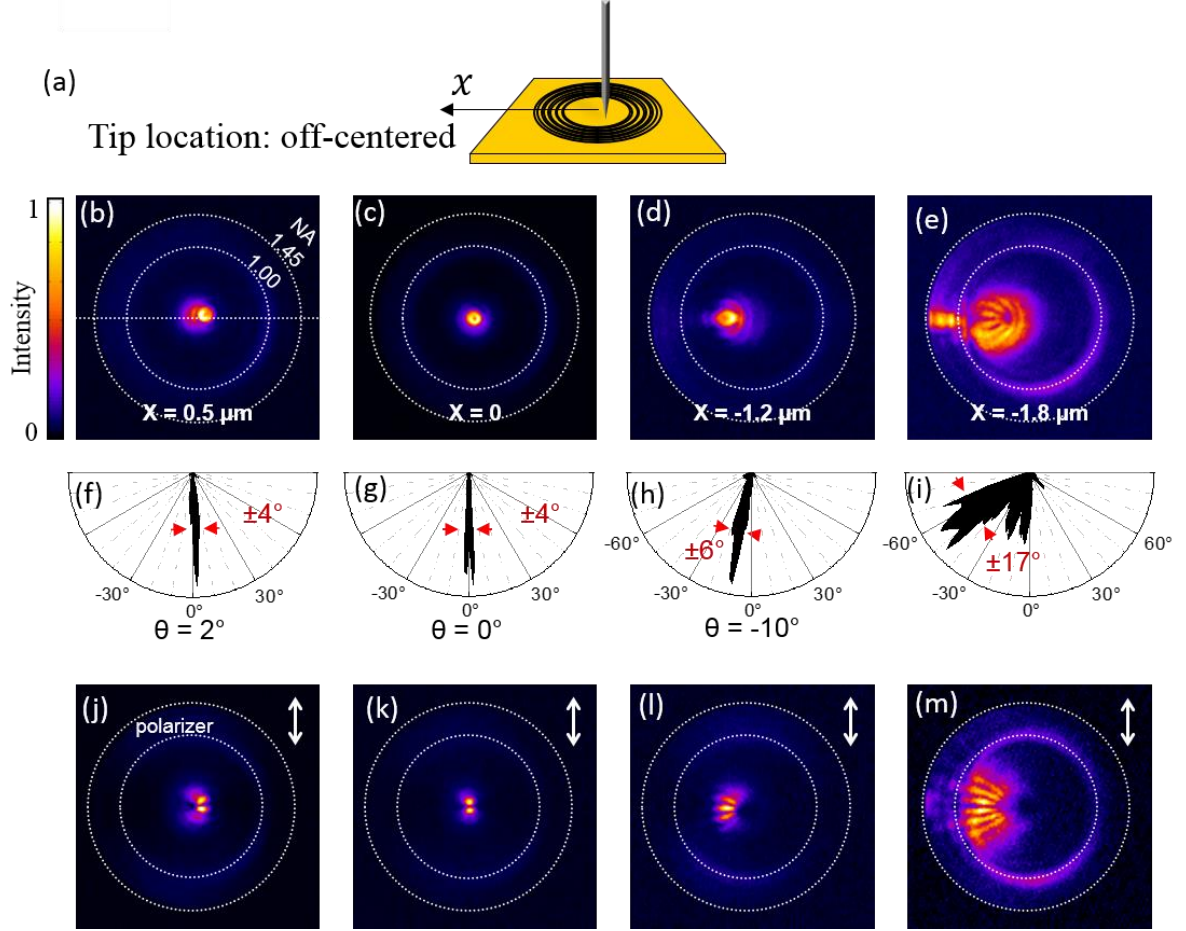 (a)
x
Tip location: off-centered
1
Intensity
0
(b)
NA
1.45
1.00
X = 0.5 µm
(c)
X = 0
(d)
X = -1.2 µm
(e)
X = -1.8 µm
(f)
±4°
-30°
0°
30°
θ = 2°
(g)
±4°
-30°
0°
30°
θ = 0°
(h)
±6°
-60°
-30°
0°
30°
θ = -10°
(i)
±17°
-60°
60°
-30°
0°
30°
(j)
polarizer
(k)
(l)
(m)